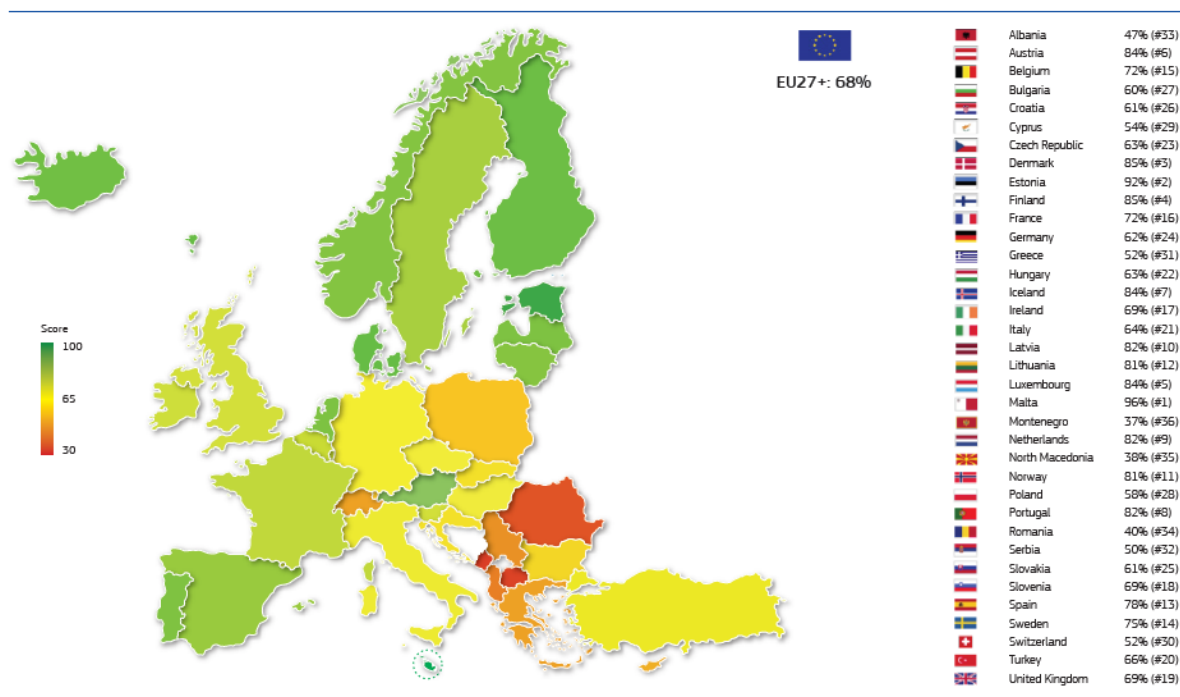 EU27+: 68%
Score
100
65
30
Albania 47% (#33)
Austria 84% (#6)
Belgium 72% (#15)
Bulgaria 60% (#27)
Croatia 61% (#26)
Cyprus 54% (#29)
Czech Republic 63% (#23)
Denmark 85% (#3)
Estonia 92% (#2)
Finland 85% (#4)
France 72% (#16)
Germany 62% (#24)
Greece 52% (#31)
Hungary 63% (#22)
Iceland 84% (#7)
Ireland 69% (#17)
Italy 64% (#21)
Latvia 82% (#10)
Lithuania 81% (#12)
Luxembourg 84% (#5)
Malta 96% (#1)
Montenegro 37% (#36)
Netherlands 82% (#9)
North Macedonia 38% (#35)
Norway 81% (#11)
Poland 58% (#28)
Portugal 82% (#8)
Romania 40% (#34)
Serbia 50% (#32)
Slovakia 61% (#25)
Slovenia 69% (#18)
Spain 78% (#13)
Sweden 75% (#14)
Switzerland 52% (#30)
Turkey 66% (#20)
United Kingdom 69% (#19)